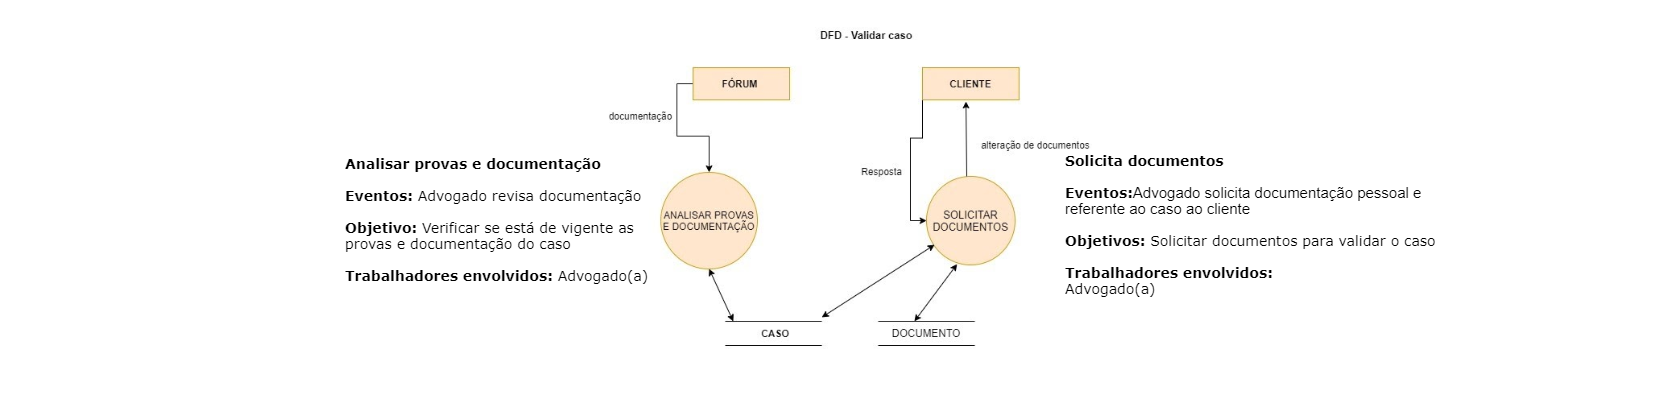 DFD - Validar caso
FÓRUM
CLIENTE
documentação
alteração de documentos
Resposta
Analisar provas e documentação
Eventos: Advogado revisa documentação
Objetivo: Verificar se está de vigente as
provas e documentação do caso
Trabalhadores envolvidos: Advogado(a)
ANALISAR PROVAS
E DOCUMENTAÇÃO
SOLICITAR
DOCUMENTOS
Solicita documentos
Eventos:Advogado solicita documentação pessoal e
referente ao caso ao cliente
Objetivos: Solicitar documentos para validar o caso
Trabalhadores envolvidos:
Advogado(a)
CASO
DOCUMENTO